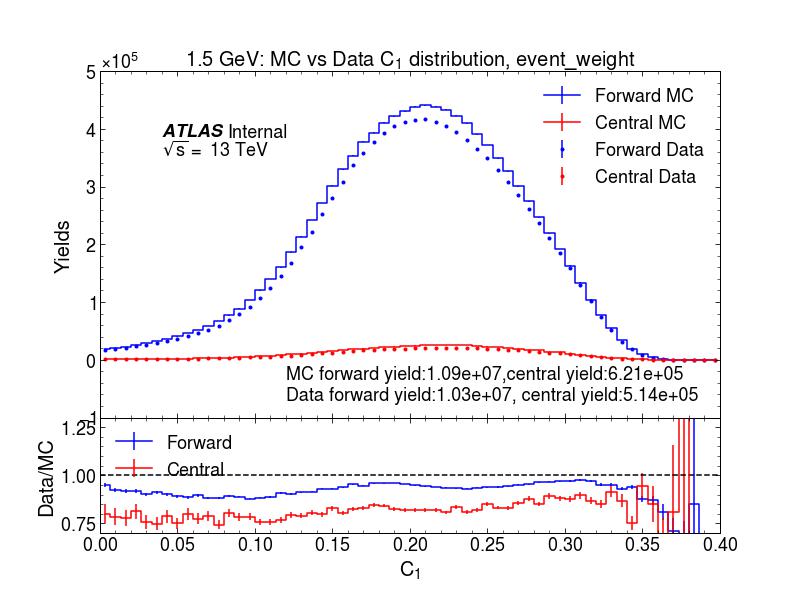 ×10⁵
1.5 GeV: MC vs Data C₁ distribution, event_weight
5
4
3
2
1
0
−1
Yields
ATLAS Internal
√s = 13 TeV
Forward MC
Central MC
Forward Data
Central Data
MC forward yield:1.09e+07,central yield:6.21e+05
Data forward yield:1.03e+07, central yield:5.14e+05
1.25
1.00
0.75
Data/MC
Forward
Central
0.00 0.05 0.10 0.15 0.20 0.25 0.30 0.35 0.40
C₁